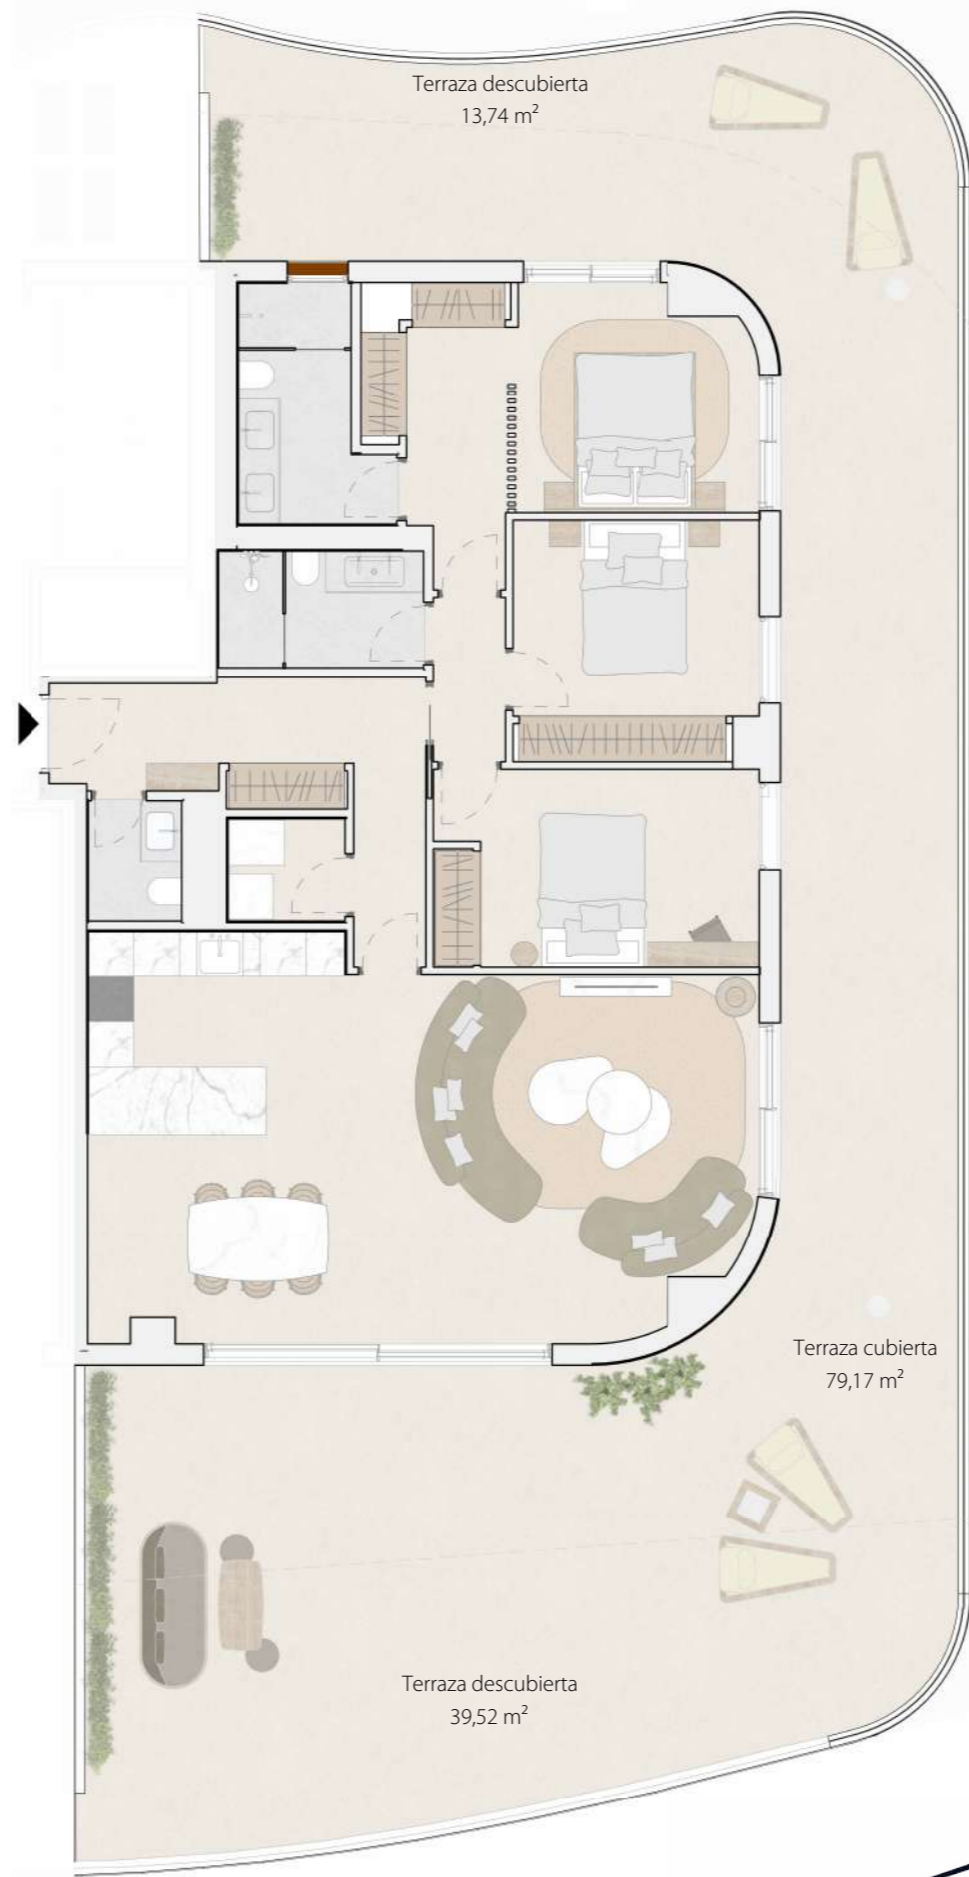 Terraza descubierta
13,74 m²
Terraza cubierta
79,17 m²
Terraza descubierta
39,52 m²